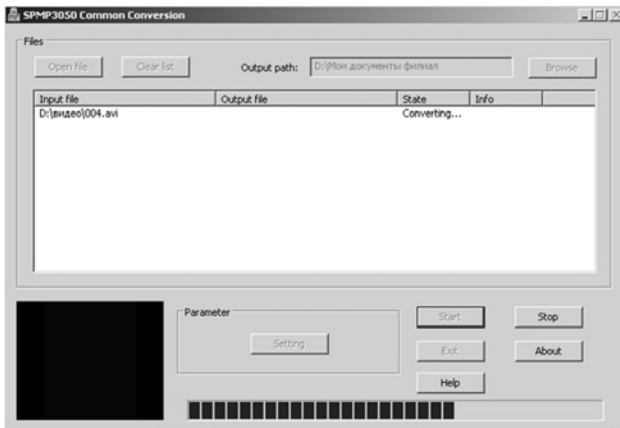 SPMP3050 Common Conversion
Files
Open file Clear list Output path: D:\Мои документы филиал Browse
Input file Output file State Info
D:\видео\004.avi Converting...
Parameter
Setting
Start Stop
Exit About
Help